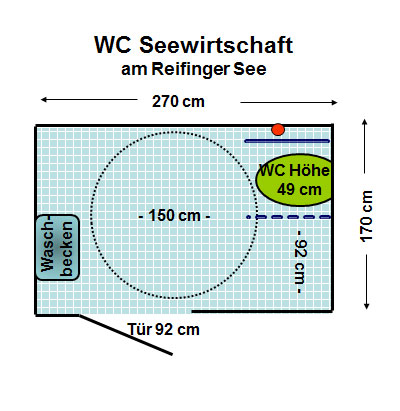 WC Seewirtschaft
am Reifinger See
270 cm
WC Höhe
49 cm
- 150 cm -
Wasch-
becken
- 92 cm -
170 cm
Tür 92 cm